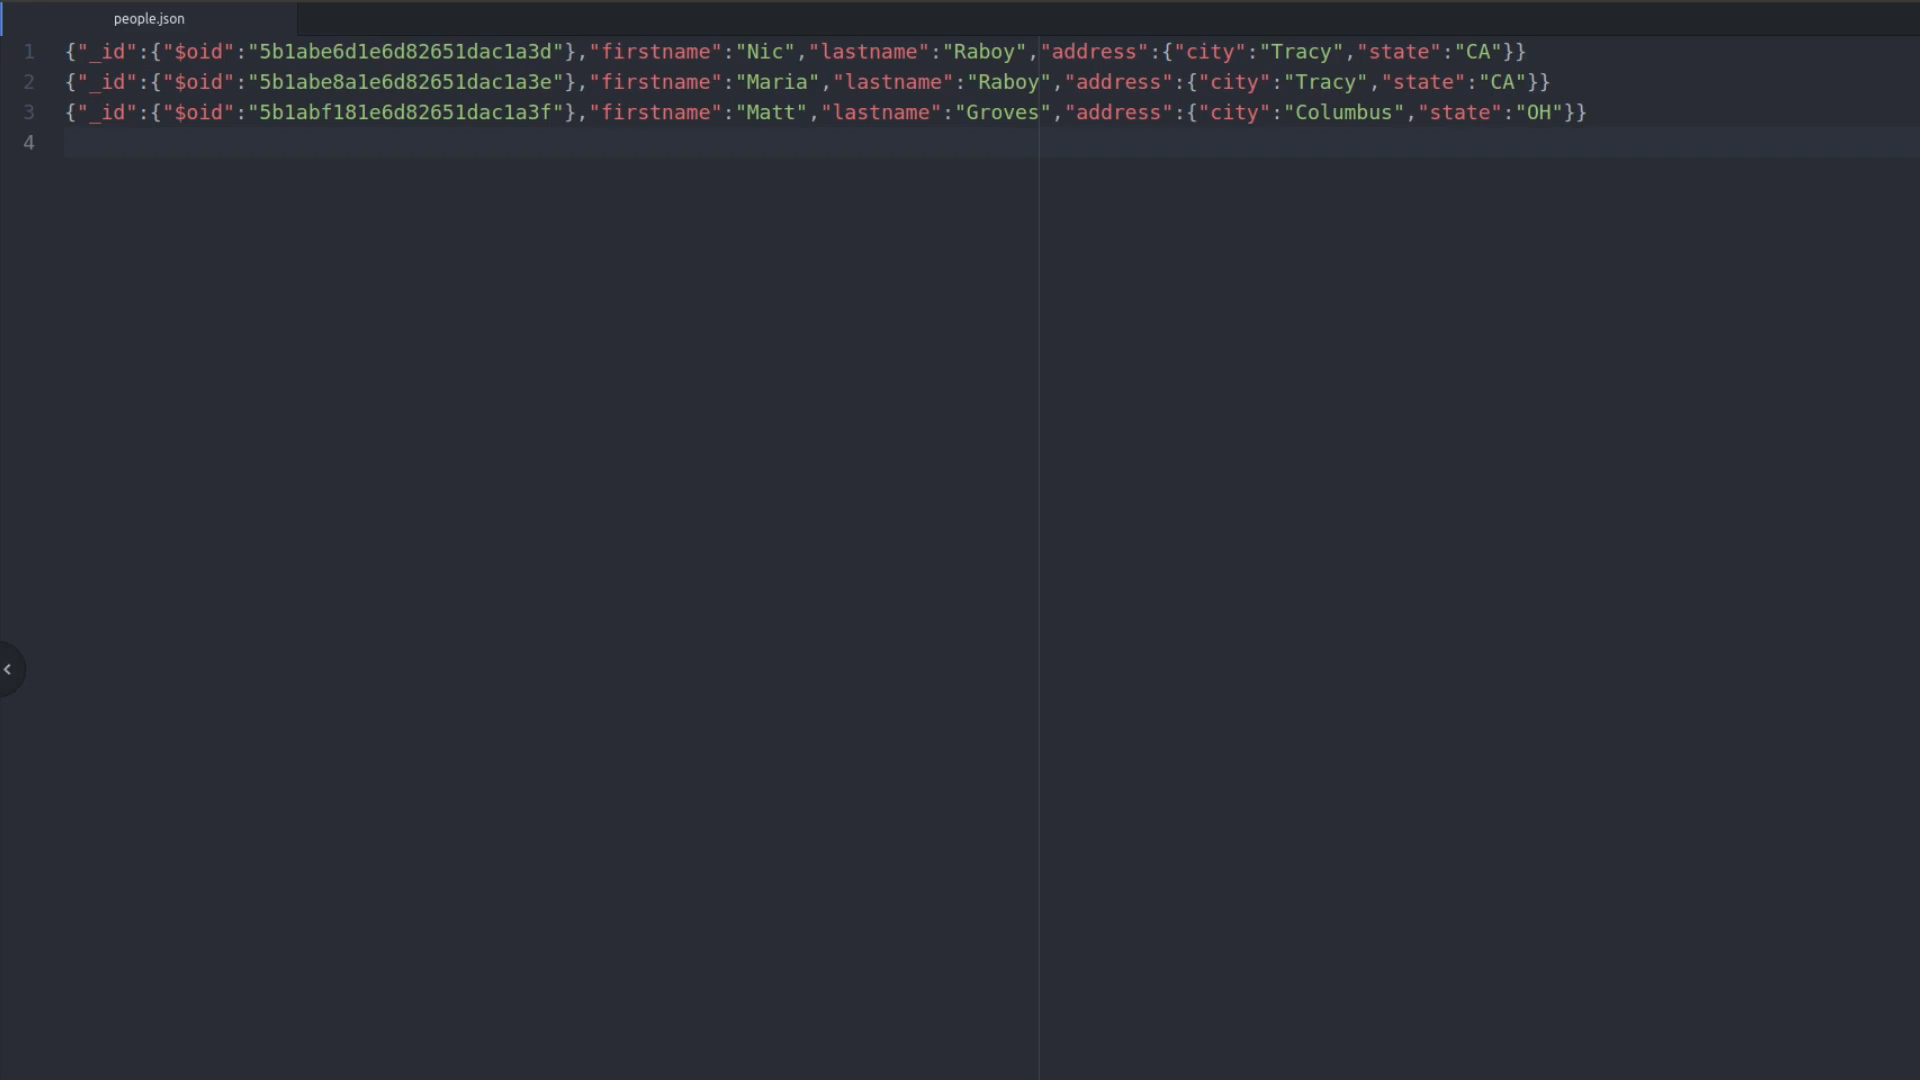 people.json
1 {"_id":{"$oid":"5b1abe6d1e6d82651dac1a3d"},"firstname":"Nic","lastname":"Raboy","address":{"city":"Tracy","state":"CA"}}
2 {"_id":{"$oid":"5b1abe8a1e6d82651dac1a3e"},"firstname":"Maria","lastname":"Raboy","address":{"city":"Tracy","state":"CA"}}
3 {"_id":{"$oid":"5b1abf181e6d82651dac1a3f"},"firstname":"Matt","lastname":"Groves","address":{"city":"Columbus","state":"OH"}}
4